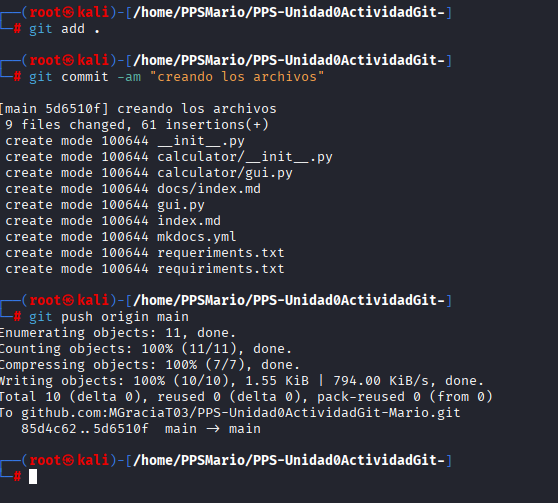 ┌──(root㉿kali)-[/home/PPSMario/PPS-Unidad0ActividadGit-]
└─# git add .
┌──(root㉿kali)-[/home/PPSMario/PPS-Unidad0ActividadGit-]
└─# git commit -am "creando los archivos"
[main 5d6510f] creando los archivos
9 files changed, 61 insertions(+)
create mode 100644 __init__.py
create mode 100644 calculator/__init__.py
create mode 100644 calculator/gui.py
create mode 100644 docs/index.md
create mode 100644 gui.py
create mode 100644 index.md
create mode 100644 mkdocs.yml
create mode 100644 requeriments.txt
create mode 100644 requiriments.txt
┌──(root㉿kali)-[/home/PPSMario/PPS-Unidad0ActividadGit-]
└─# git push origin main
Enumerating objects: 11, done.
Counting objects: 100% (11/11), done.
Compressing objects: 100% (7/7), done.
Writing objects: 100% (10/10), 1.55 KiB | 794.00 KiB/s, done.
Total 10 (delta 0), reused 0 (delta 0), pack-reused 0 (from 0)
To github.com:MGraciaT03/PPS-Unidad0ActividadGit-Mario.git
85d4c62..5d6510f main -> main
┌──(root㉿kali)-[/home/PPSMario/PPS-Unidad0ActividadGit-]
└─#